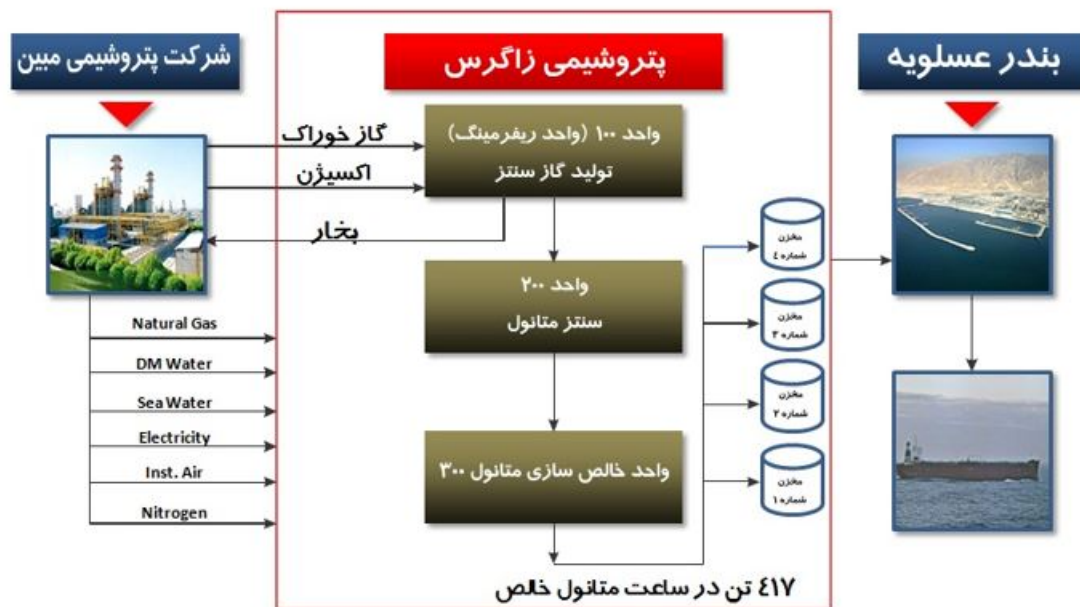 شرکت پتروشیمی مبین
پتروشیمی زاگرس
بندر عسلویه
گاز خوراک
اکسیژن
بخار
واحد ۱۰۰ (واحد ریفرمینگ)
تولید گاز سنتز
واحد ۲۰۰
سنتز متانول
واحد خالص سازی متانول ۳۰۰
مخزن
شماره ٤
مخزن
شماره ۳
مخزن
شماره ۲
مخزن
شماره ۱
Natural Gas
DM Water
Sea Water
Electricity
Inst. Air
Nitrogen
٤۱۷ تن در ساعت متانول خالص